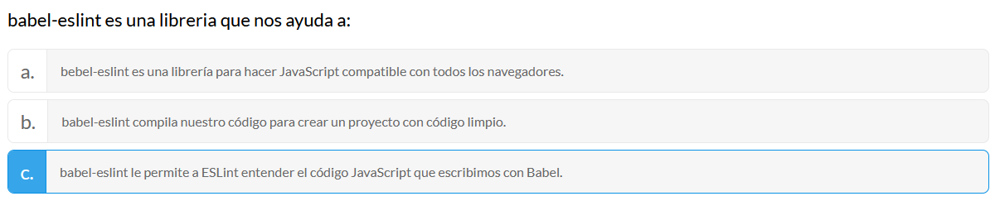 babel-eslint es una libreria que nos ayuda a:
a. bebel-eslint es una librería para hacer JavaScript compatible con todos los navegadores.
b. babel-eslint compila nuestro código para crear un proyecto con código limpio.
c. babel-eslint le permite a ESLint entender el código JavaScript que escribimos con Babel.